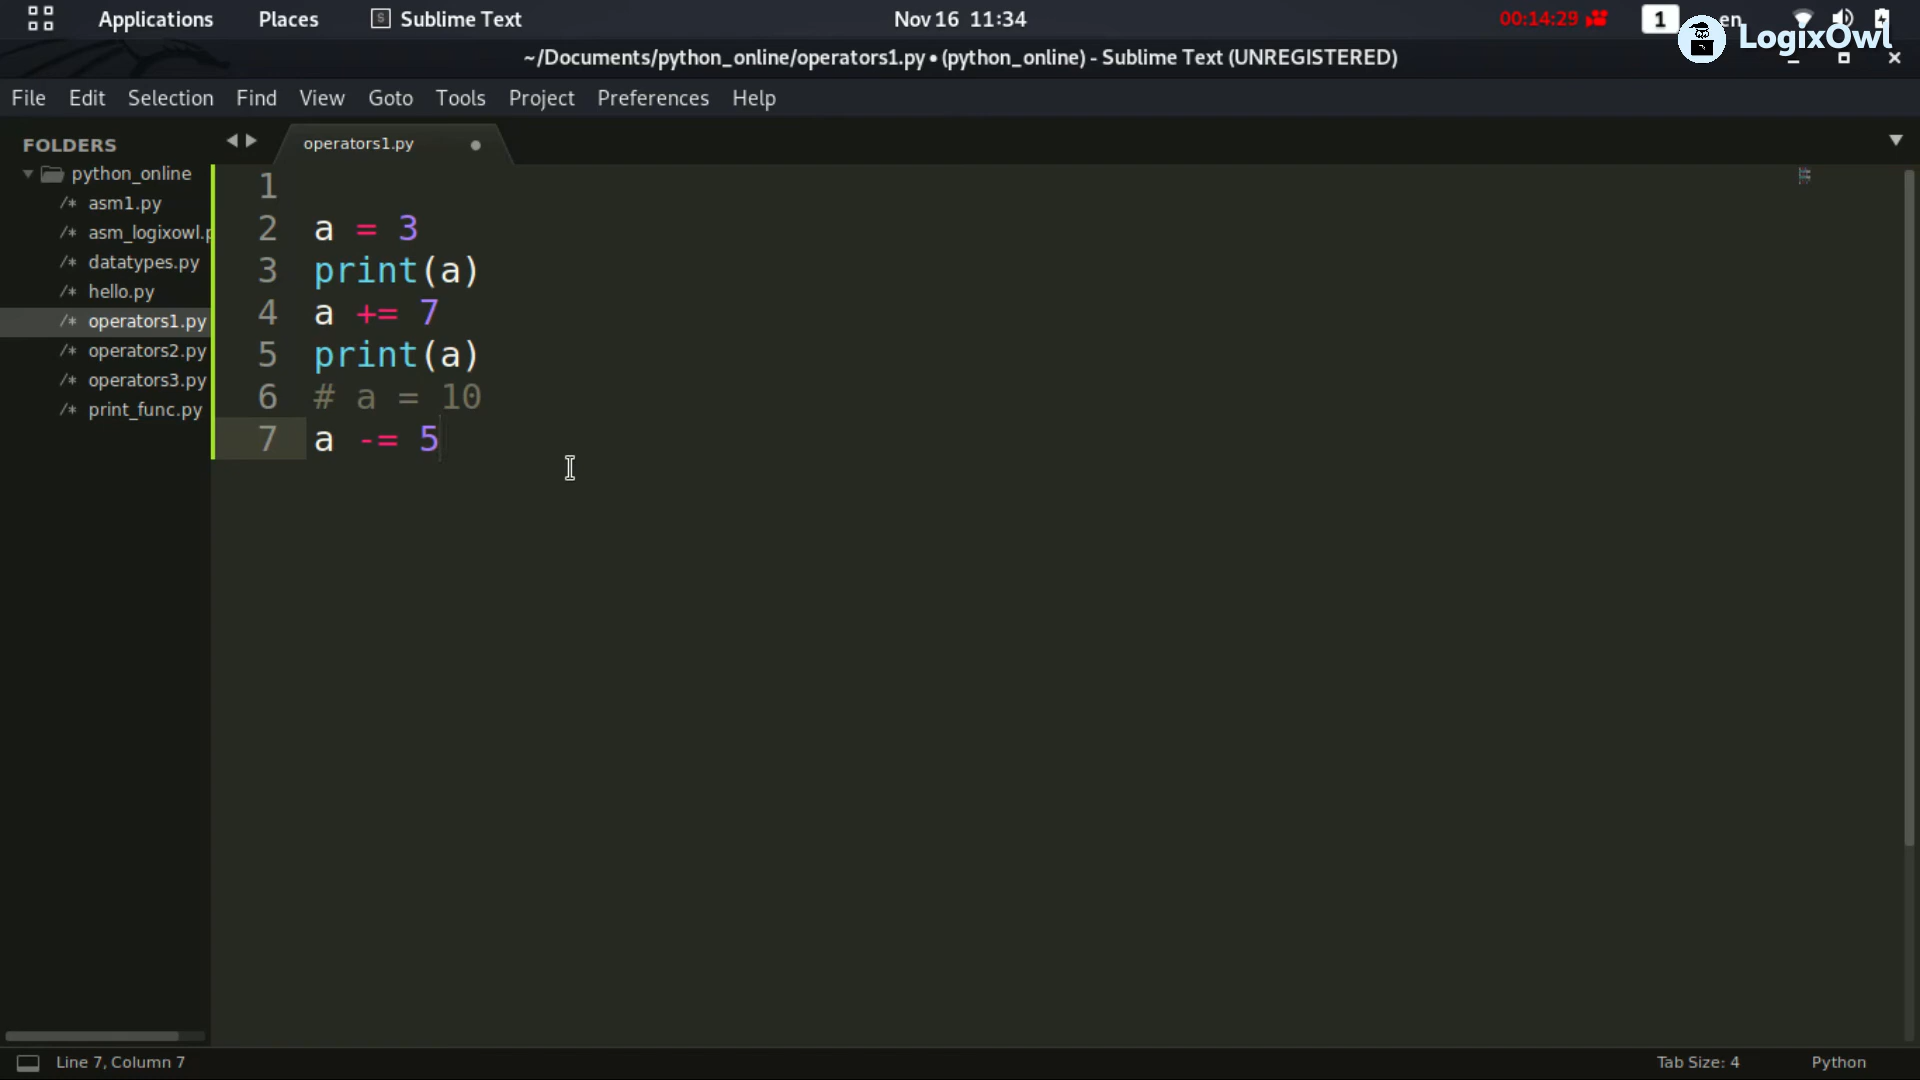 Applications Places Sublime Text Nov 16 11:34 00:14:29 1 en
LogixOwl
~/Documents/python_online/operators1.py • (python_online) - Sublime Text (UNREGISTERED)
File Edit Selection Find View Goto Tools Project Preferences Help
FOLDERS
python_online
/* asm1.py
/* asm_logixowl.p
/* datatypes.py
/* hello.py
/* operators1.py
/* operators2.py
/* operators3.py
/* print_func.py
operators1.py
1
2 a = 3
3 print(a)
4 a += 7
5 print(a)
6 # a = 10
7 a -= 5
Line 7, Column 7 Tab Size: 4 Python